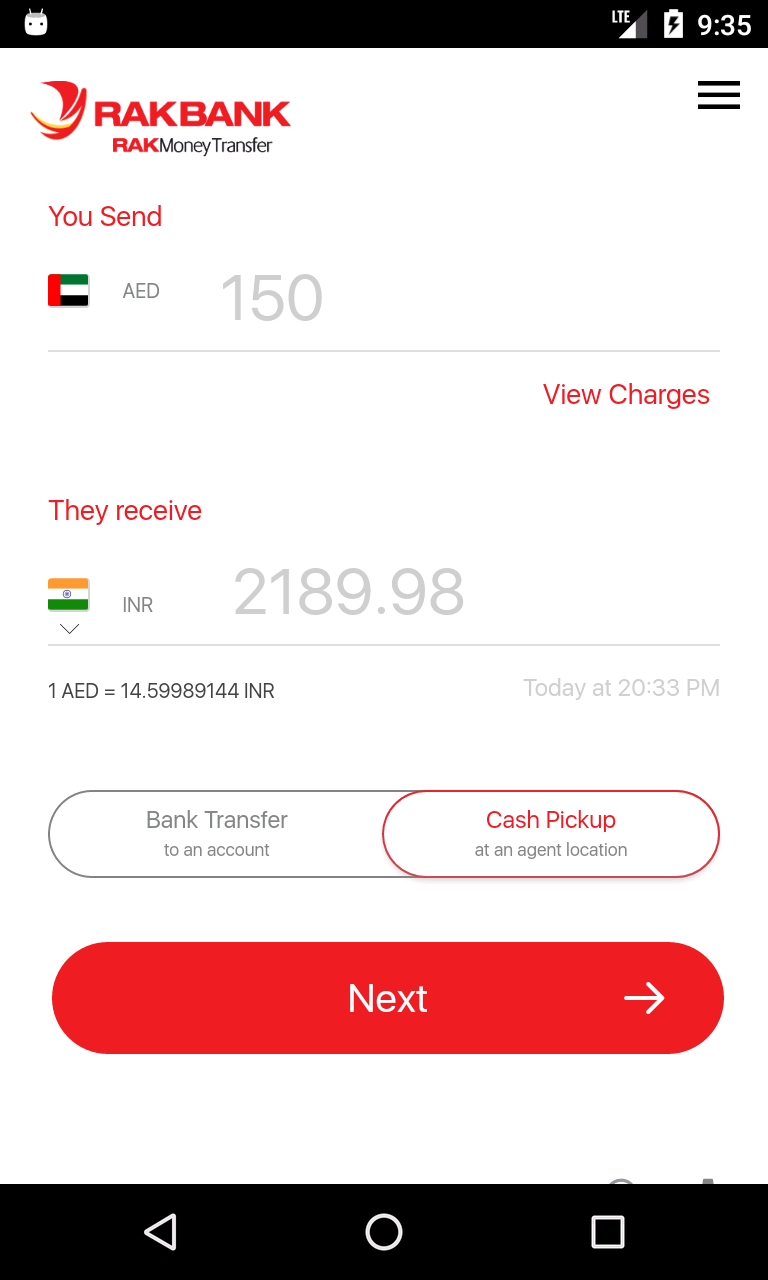 LTE 9:35
RAKBANK
RAKMoneyTransfer
You Send
AED 150
View Charges
They receive
INR 2189.98
1 AED = 14.59989144 INR Today at 20:33 PM
Bank Transfer Cash Pickup
to an account at an agent location
Next